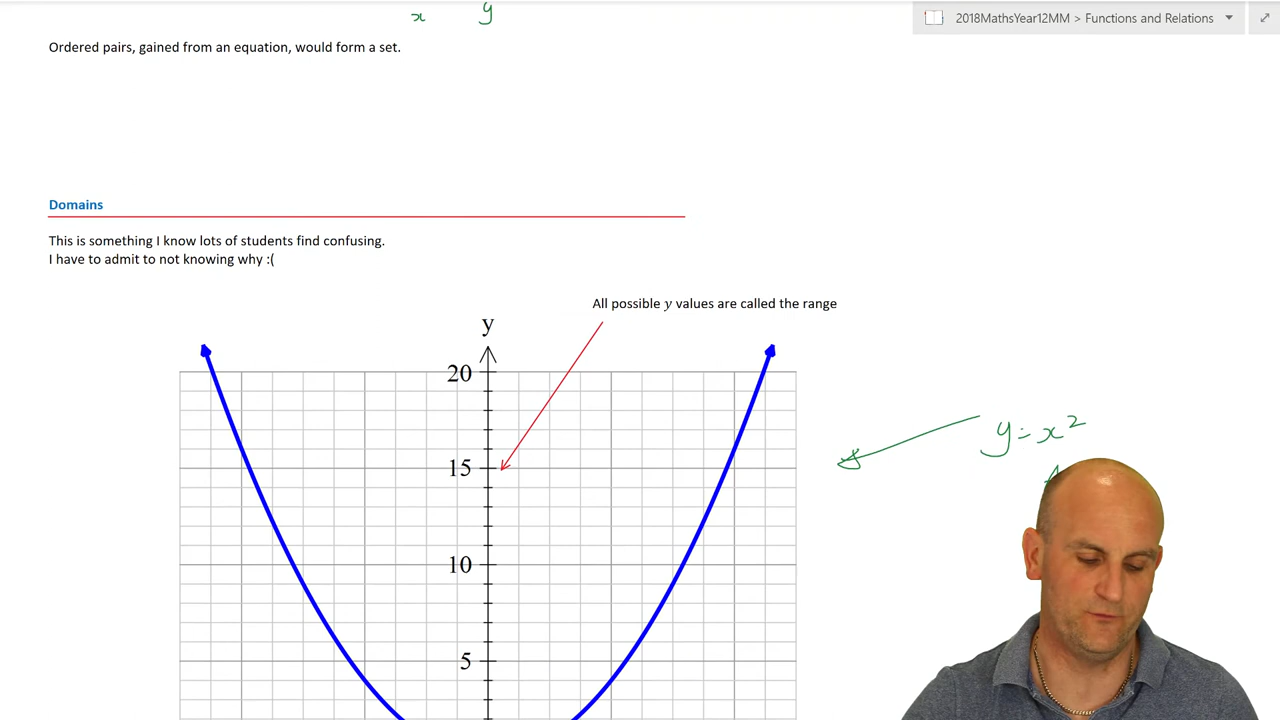 x y
2018MathsYear12MM > Functions and Relations
Ordered pairs, gained from an equation, would form a set.
Domains
This is something I know lots of students find confusing.
I have to admit to not knowing why :(
All possible y values are called the range
y
20
15
10
5
y=x²